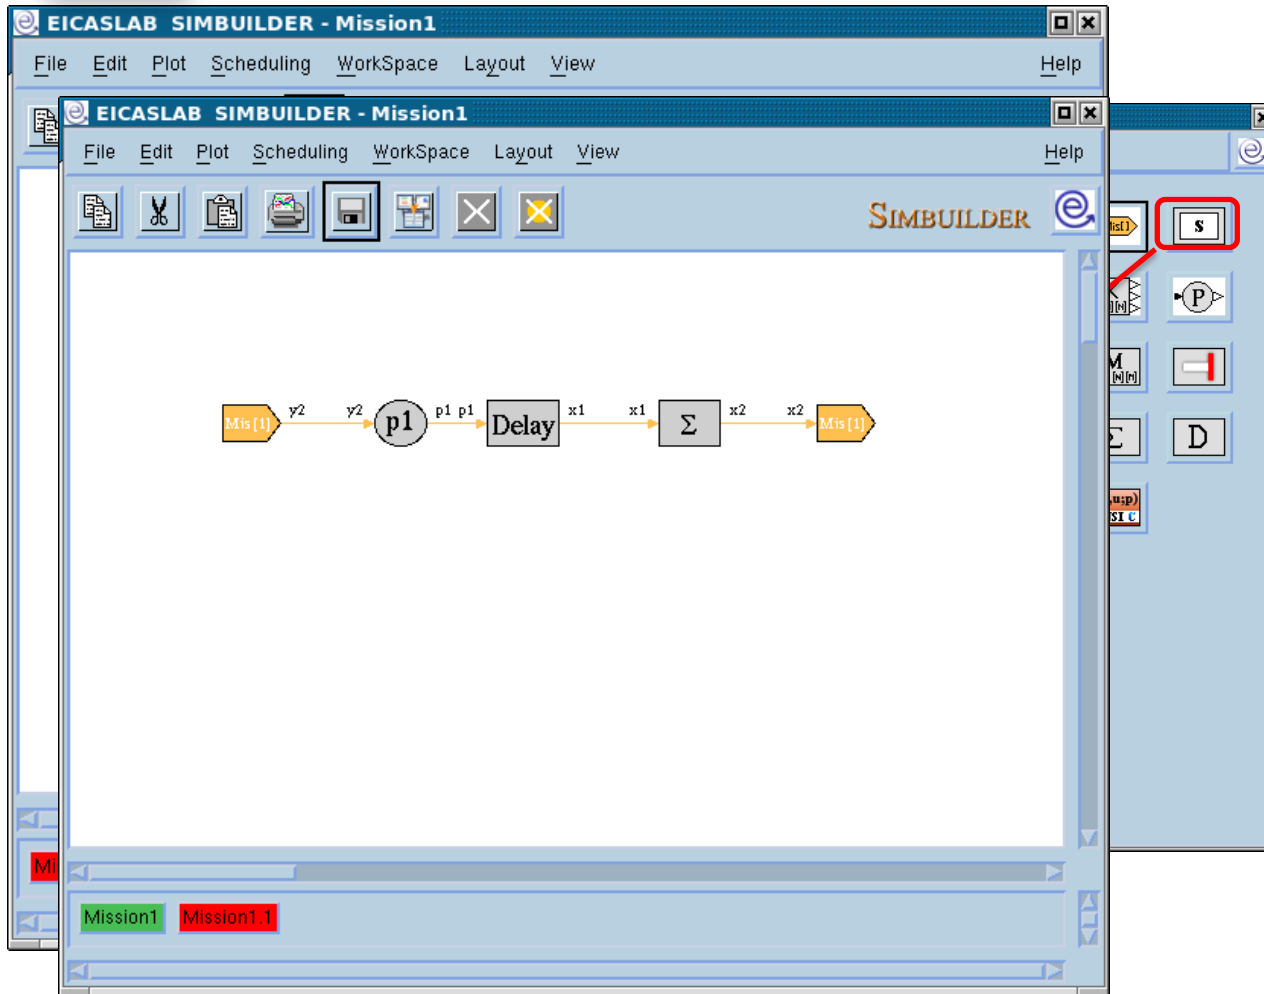 EICASLAB SIMBUILDER - Mission1
File Edit Plot Scheduling WorkSpace Layout View Help
EICASLAB SIMBUILDER - Mission1
File Edit Plot Scheduling WorkSpace Layout View Help
SIMBUILDER
S
P
M
[N][M]
Σ
D
,u;p)
SI C
y2 y2 p1 p1 x1 x1 x2 x2
Mis[1] p1 Delay Σ Mis[1]
Mi
Mission1 Mission1.1